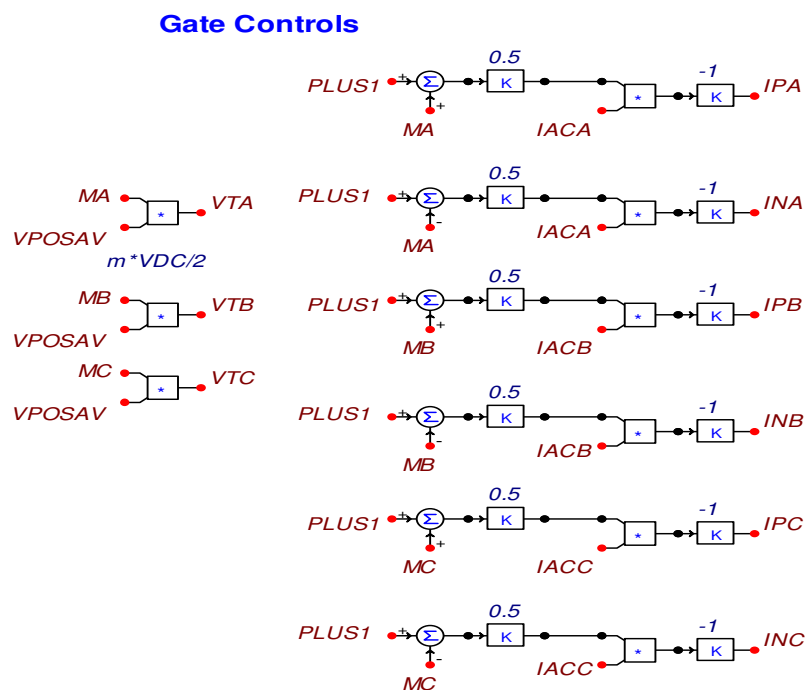 Gate Controls
0.5
-1
PLUS1
+
Σ
K
*
K
IPA
+
MA
IACA
MA
*
VTA
VPOSAV
m*VDC/2
0.5
-1
PLUS1
+
Σ
K
*
K
INA
-
MA
IACA
MB
*
VTB
VPOSAV
0.5
-1
PLUS1
+
Σ
K
*
K
IPB
+
MB
IACB
MC
*
VTC
VPOSAV
0.5
-1
PLUS1
+
Σ
K
*
K
INB
-
MB
IACB
0.5
-1
PLUS1
+
Σ
K
*
K
IPC
+
MC
IACC
0.5
-1
PLUS1
+
Σ
K
*
K
INC
-
MC
IACC